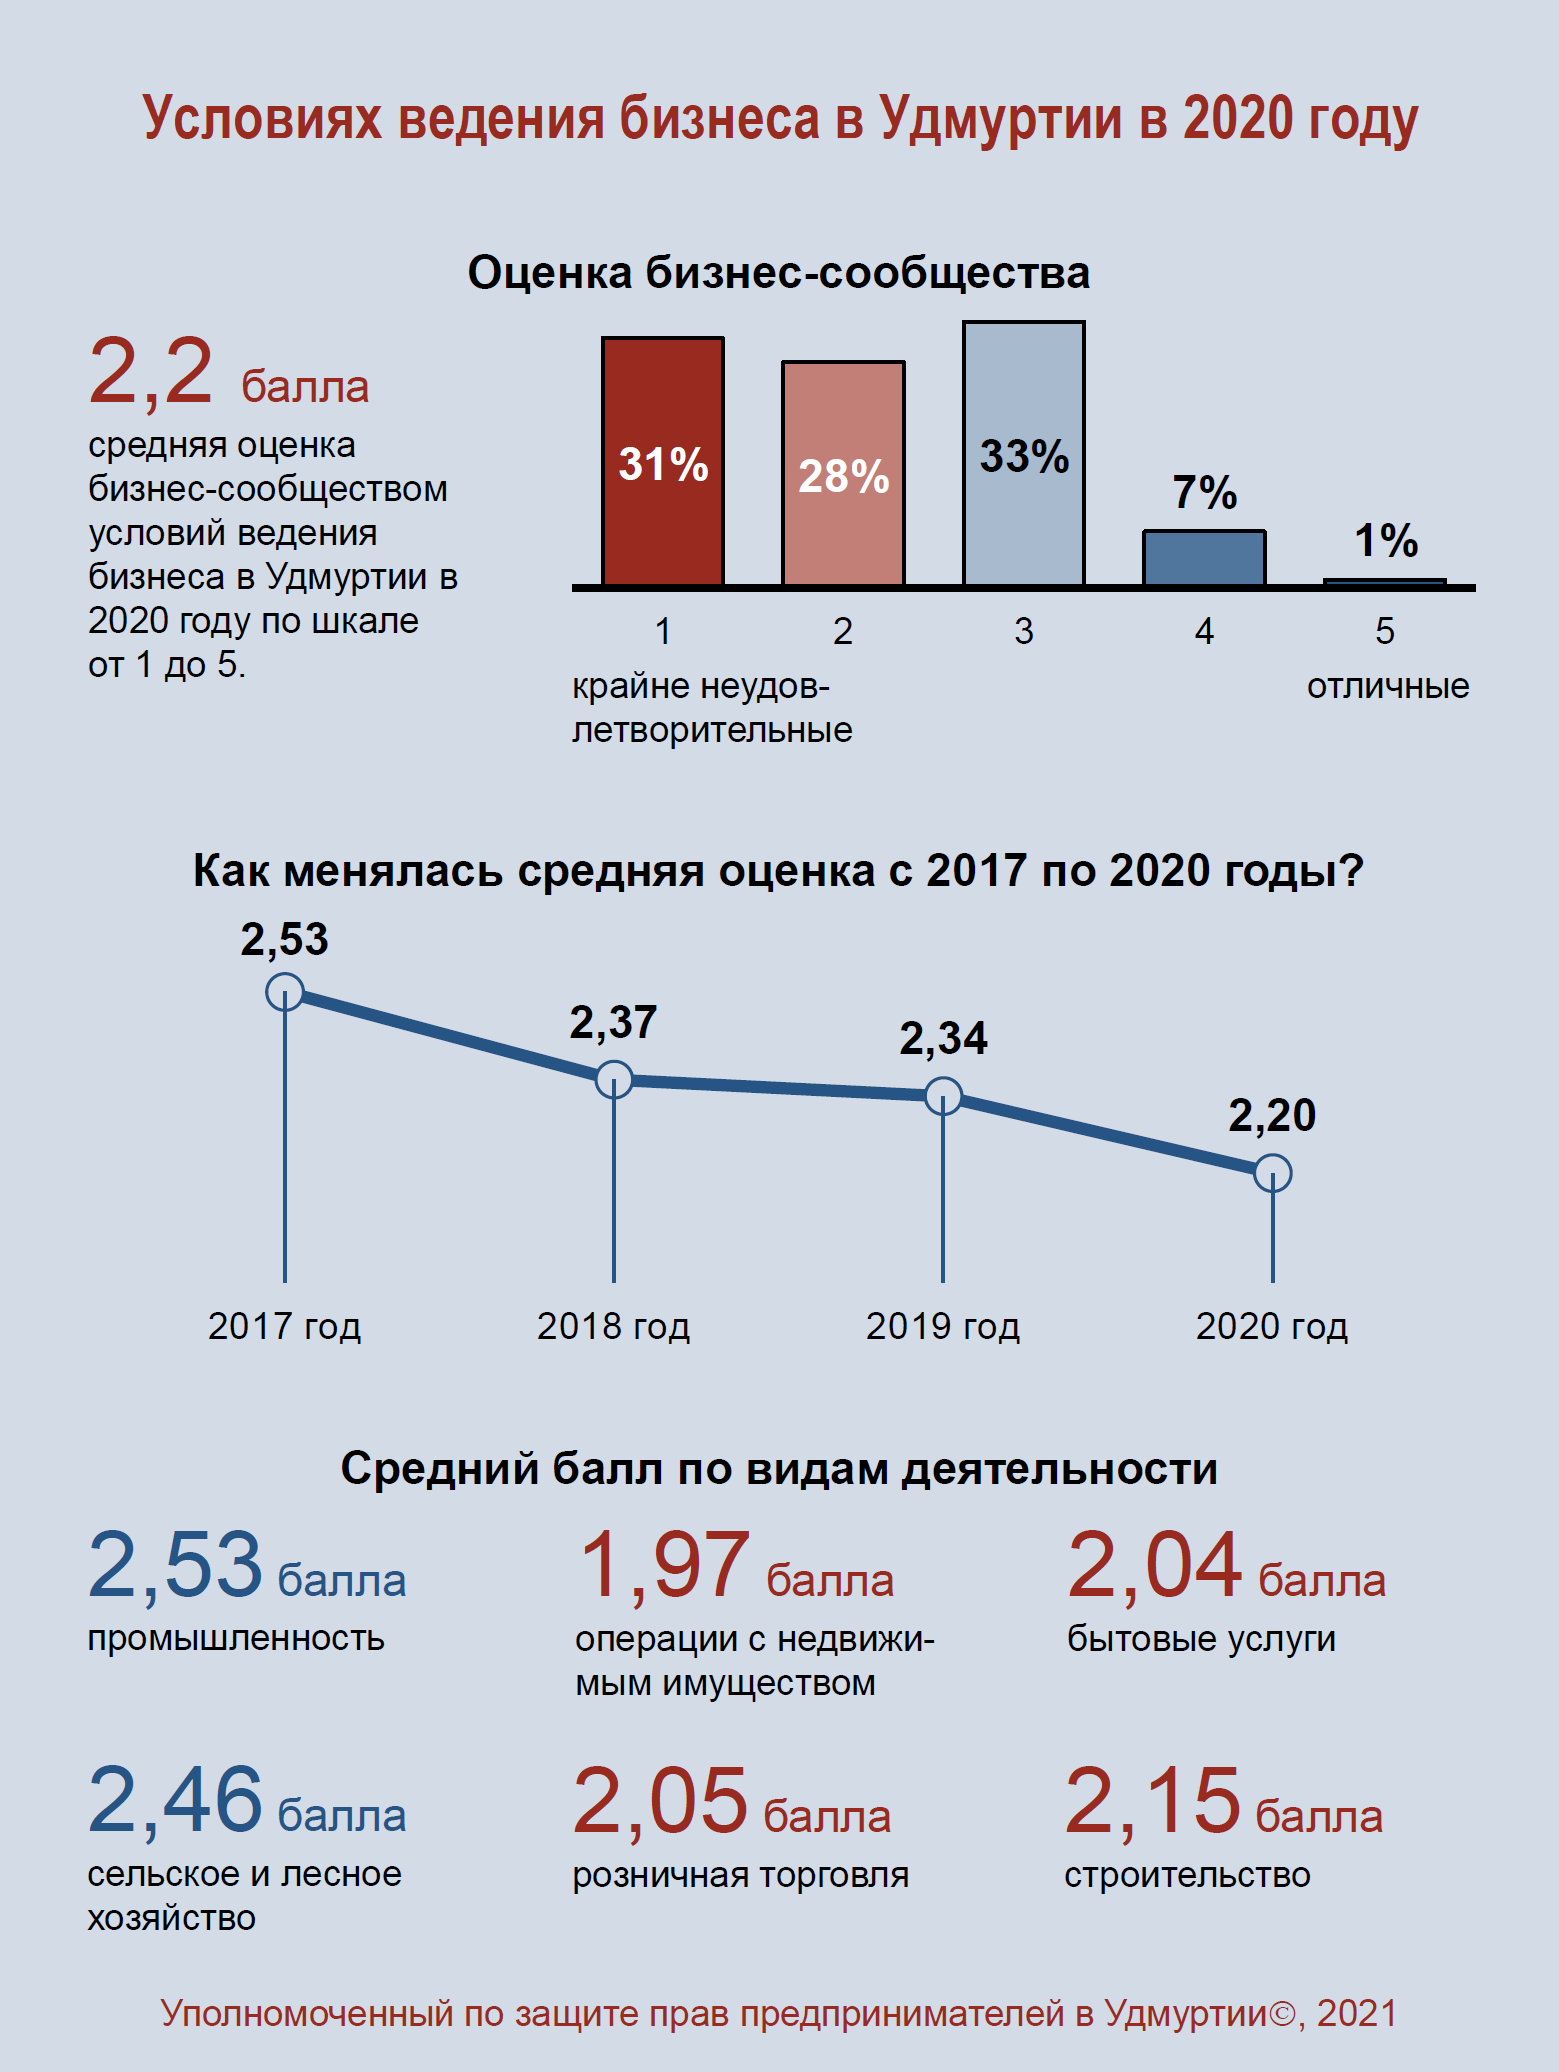 Условиях ведения бизнеса в Удмуртии в 2020 году
Оценка бизнес-сообщества
2,2 балла
средняя оценка
бизнес-сообществом
условий ведения
бизнеса в Удмуртии в
2020 году по шкале
от 1 до 5.
31%
28%
33%
7%
1%
1
2
3
4
5
крайне неудов-
летворительные
отличные
Как менялась средняя оценка с 2017 по 2020 годы?
2,53
2,37
2,34
2,20
2017 год
2018 год
2019 год
2020 год
Средний балл по видам деятельности
2,53 балла
промышленность
1,97 балла
операции с недвижи-
мым имуществом
2,04 балла
бытовые услуги
2,46 балла
сельское и лесное
хозяйство
2,05 балла
розничная торговля
2,15 балла
строительство
Уполномоченный по защите прав предпринимателей в Удмуртии©, 2021